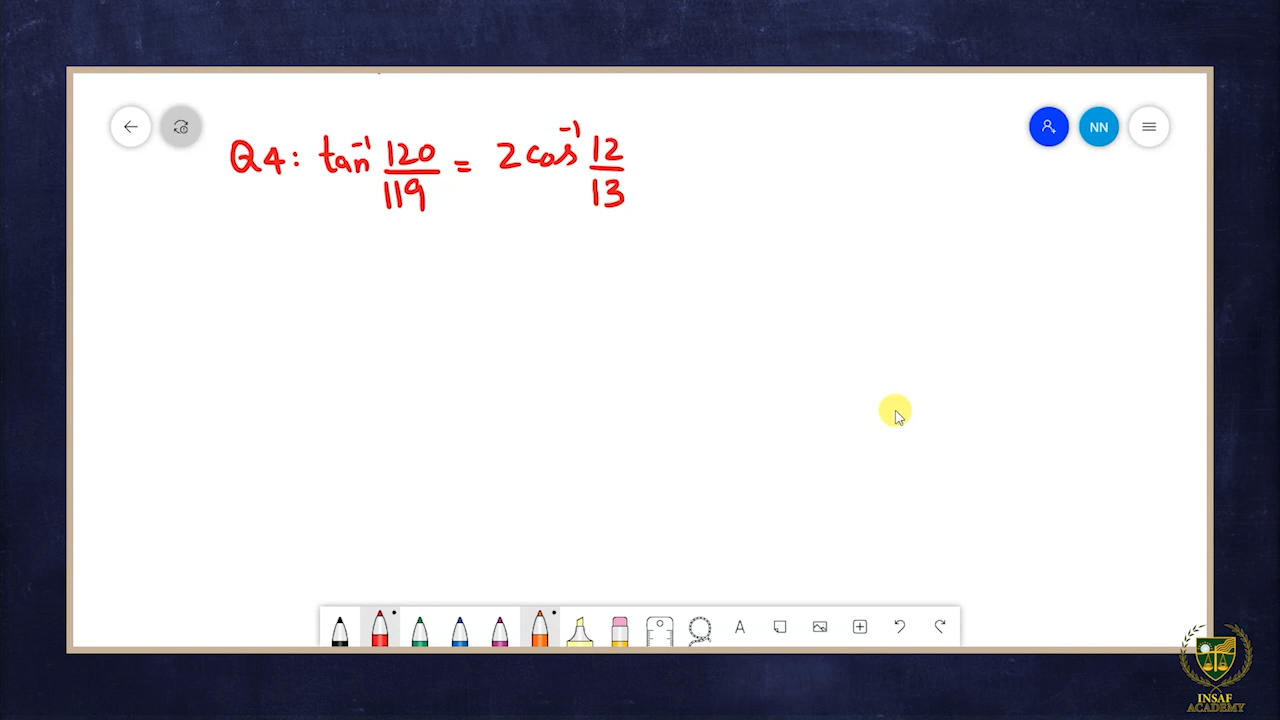 NN
Q4: tan⁻¹ 120/119 = 2cos⁻¹ 12/13
A
INSAF
ACADEMY